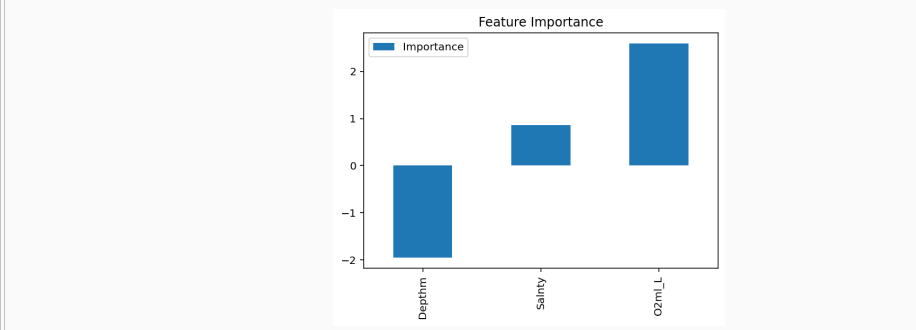 Feature Importance
Importance
2
1
0
−1
−2
Depthm
Salnty
O2ml_L